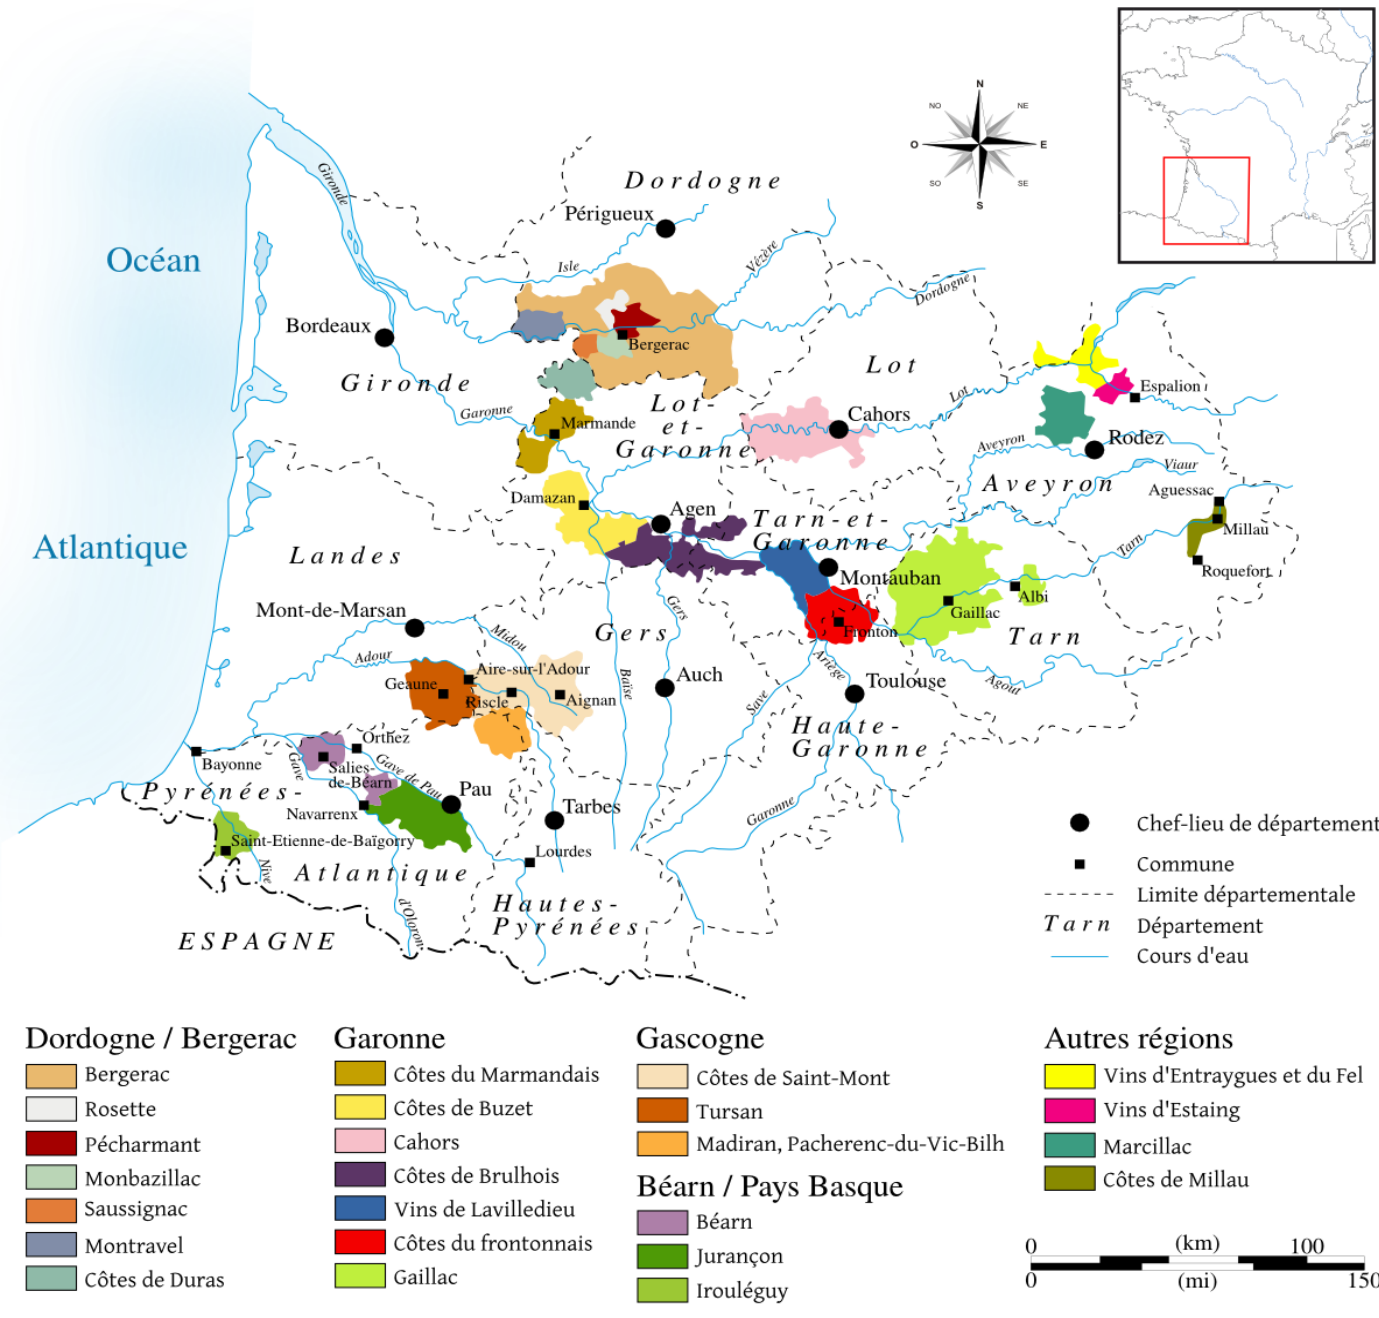 N
NO
NE
O
E
SO
SE
S
Gironde
Dordogne
Périgueux
Océan
Isle
Vézère
Dordogne
Bordeaux
Bergerac
Gironde
Lot
Lot
Espalion
Lot-
et-
Garonne
Garonne
Marmande
Cahors
Rodez
Aveyron
Viaur
Aveyron
Aguessac
Damazan
Agen
Tarn-et-
Garonne
Millau
Atlantique
Landes
Tarn
Roquefort
Montauban
Albi
Gaillac
Mont-de-Marsan
Midou
Gers
Gers
Fronton
Tarn
Adour
Aire-sur-l'Adour
Geaune
Riscle
Aignan
Baïse
Auch
Ariège
Save
Toulouse
Agout
Haute-
Garonne
Orthez
Bayonne
Gave
Salies-
de-Béarn
Gave de Pau
Pyrénées-
Navarrenx
Pau
Tarbes
Garonne
Saint-Etienne-de-Baïgorry
Nive
Lourdes
Atlantique
d'Oloron
Hautes-
Pyrénées
ESPAGNE
Chef-lieu de département
Commune
Limite départementale
Tarn
Département
Cours d'eau
Dordogne / Bergerac
Bergerac
Rosette
Pécharmant
Monbazillac
Saussignac
Montravel
Côtes de Duras
Garonne
Côtes du Marmandais
Côtes de Buzet
Cahors
Côtes de Brulhois
Vins de Lavilledieu
Côtes du frontonnais
Gaillac
Gascogne
Côtes de Saint-Mont
Tursan
Madiran, Pacherenc-du-Vic-Bilh
Béarn / Pays Basque
Béarn
Jurançon
Irouléguy
Autres régions
Vins d'Entraygues et du Fel
Vins d'Estaing
Marcillac
Côtes de Millau
0 (km) 100
0 (mi) 150